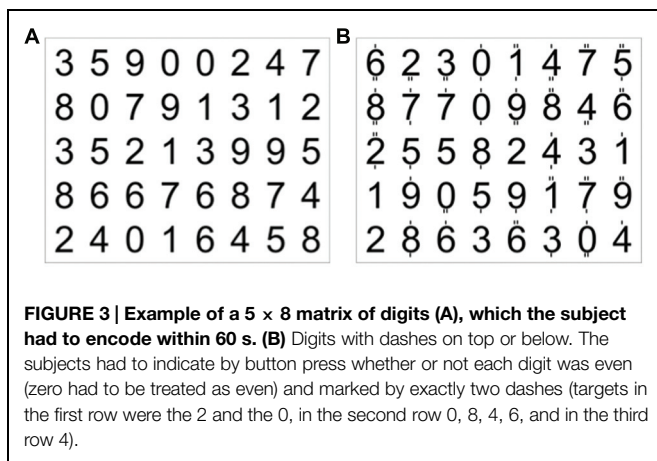 A
3 5 9 0 0 2 4 7
8 0 7 9 1 3 1 2
3 5 2 1 3 9 9 5
8 6 6 7 6 8 7 4
2 4 0 1 6 4 5 8
B
6 2 3 0 1 4 7 5
8 7 7 0 9 8 4 6
2 5 5 8 2 4 3 1
1 9 0 5 9 1 7 9
2 8 6 3 6 3 0 4
FIGURE 3 | Example of a 5 × 8 matrix of digits (A), which the subject
had to encode within 60 s. (B) Digits with dashes on top or below. The
subjects had to indicate by button press whether or not each digit was even
(zero had to be treated as even) and marked by exactly two dashes (targets in
the first row were the 2 and the 0, in the second row 0, 8, 4, 6, and in the third
row 4).